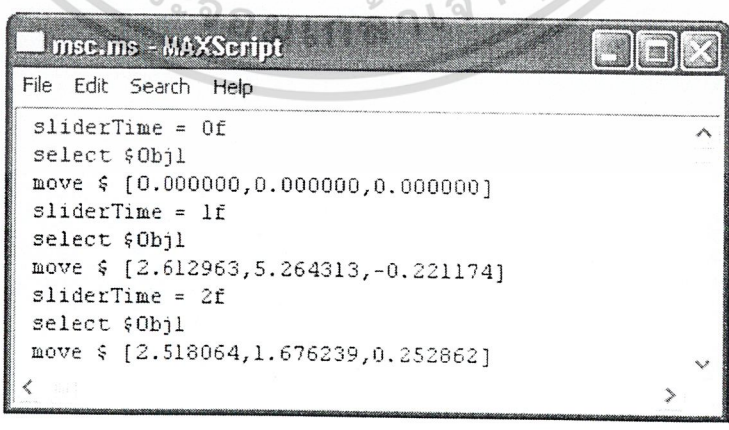 msc.ms - MAXScript
File Edit Search Help
sliderTime = 0f
select $Obj1
move $ [0.000000,0.000000,0.000000]
sliderTime = 1f
select $Obj1
move $ [2.612963,5.264313,-0.221174]
sliderTime = 2f
select $Obj1
move $ [2.518064,1.676239,0.252862]